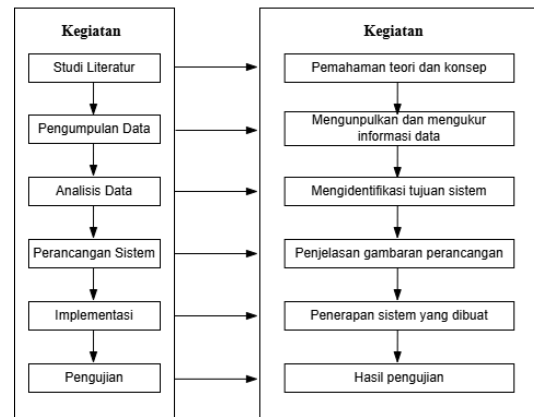 Kegiatan
Studi Literatur
Pengumpulan Data
Analisis Data
Perancangan Sistem
Implementasi
Pengujian
Kegiatan
Pemahaman teori dan konsep
Mengunpulkan dan mengukur
informasi data
Mengidentifikasi tujuan sistem
Penjelasan gambaran perancangan
Penerapan sistem yang dibuat
Hasil pengujian